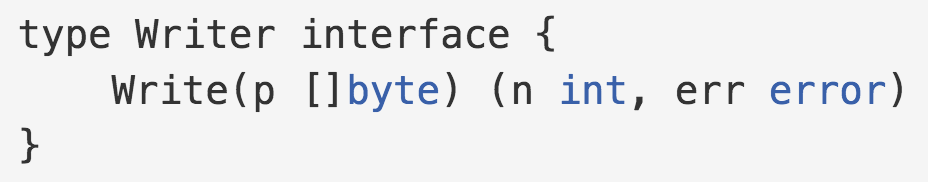 type Writer interface {
    Write(p []byte) (n int, err error)
}